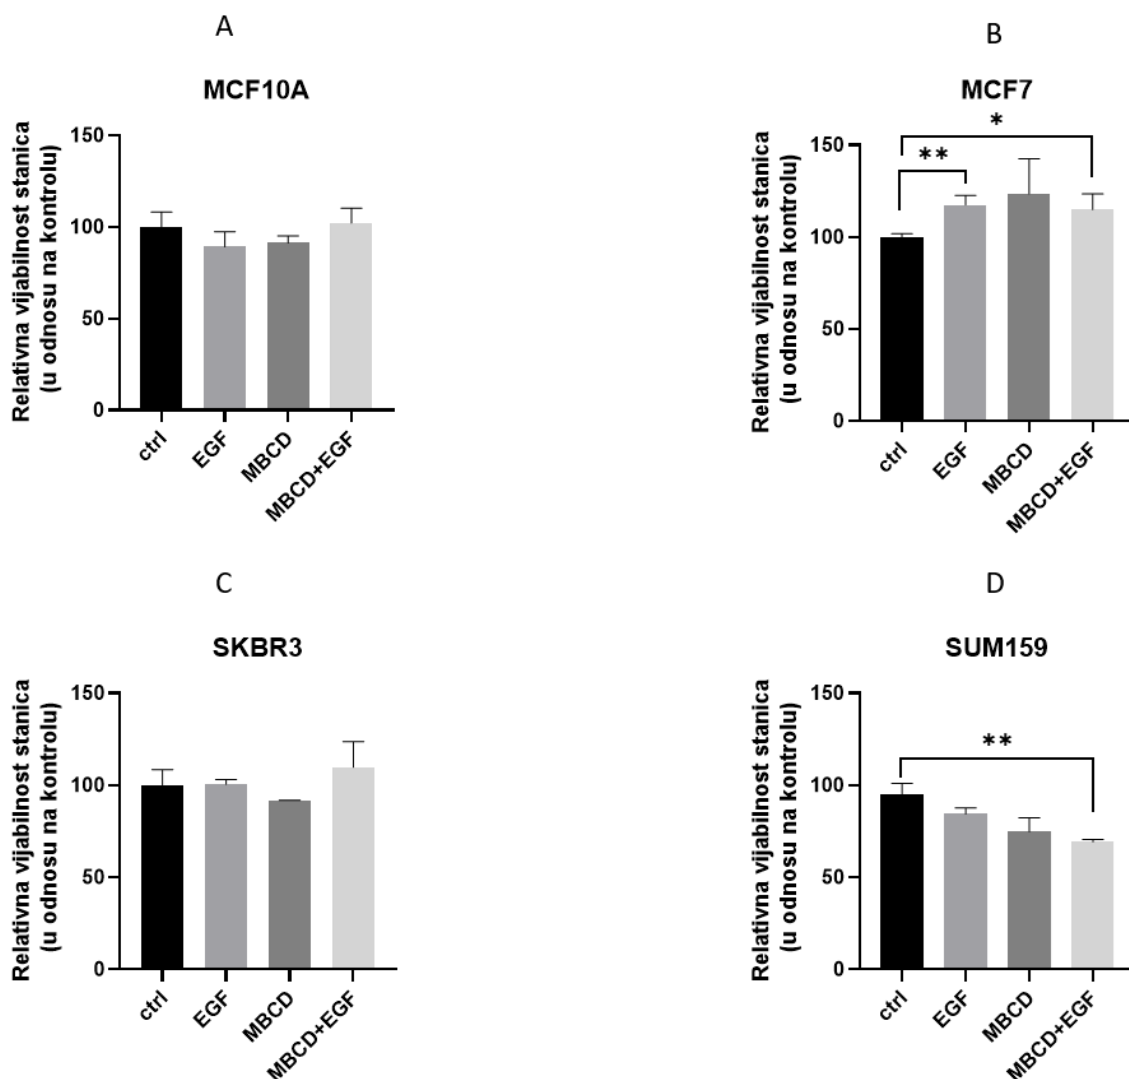 A
MCF10A
Relativna vijabilnost stanica
(u odnosu na kontrolu)
150
100
50
0
ctrl
EGF
MBCD
MBCD+EGF
B
MCF7
Relativna vijabilnost stanica
(u odnosu na kontrolu)
150
100
50
0
**
*
ctrl
EGF
MBCD
MBCD+EGF
C
SKBR3
Relativna vijabilnost stanica
(u odnosu na kontrolu)
150
100
50
0
ctrl
EGF
MBCD
MBCD+EGF
D
SUM159
Relativna vijabilnost stanica
(u odnosu na kontrolu)
150
100
50
0
**
ctrl
EGF
MBCD
MBCD+EGF